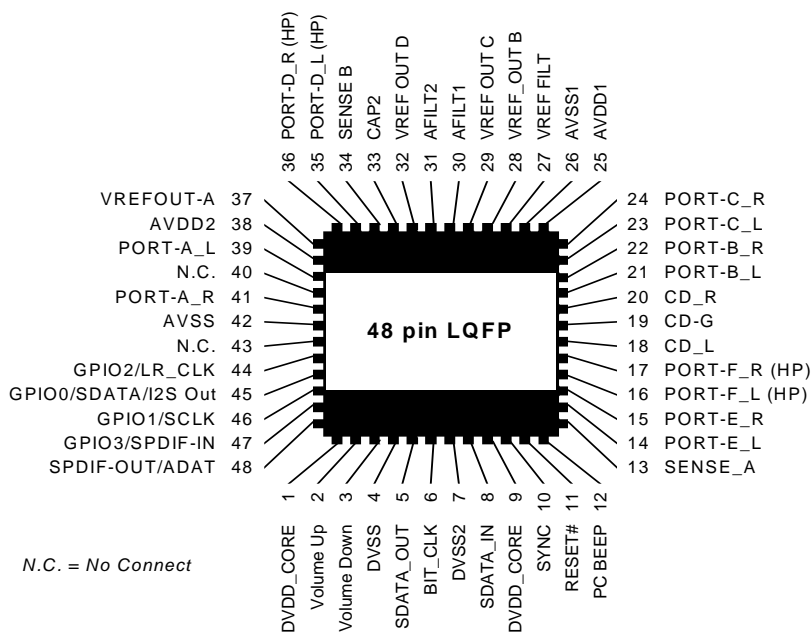 36 PORT-D_R (HP)
35 PORT-D_L (HP)
34 SENSE B
33 CAP2
32 VREF OUT D
31 AFILT2
30 AFILT1
29 VREF OUT C
28 VREF_OUT B
27 VREF FILT
26 AVSS1
25 AVDD1
VREFOUT-A 37
AVDD2 38
PORT-A_L 39
N.C. 40
PORT-A_R 41
AVSS 42
N.C. 43
GPIO2/LR_CLK 44
GPIO0/SDATA/I2S Out 45
GPIO1/SCLK 46
GPIO3/SPDIF-IN 47
SPDIF-OUT/ADAT 48
48 pin LQFP
24 PORT-C_R
23 PORT-C_L
22 PORT-B_R
21 PORT-B_L
20 CD_R
19 CD-G
18 CD_L
17 PORT-F_R (HP)
16 PORT-F_L (HP)
15 PORT-E_R
14 PORT-E_L
13 SENSE_A
DVDD_CORE 1
Volume Up 2
Volume Down 3
DVSS 4
SDATA_OUT 5
BIT_CLK 6
DVSS2 7
SDATA_IN 8
DVDD_CORE 9
SYNC 10
RESET# 11
PC BEEP 12
N.C. = No Connect